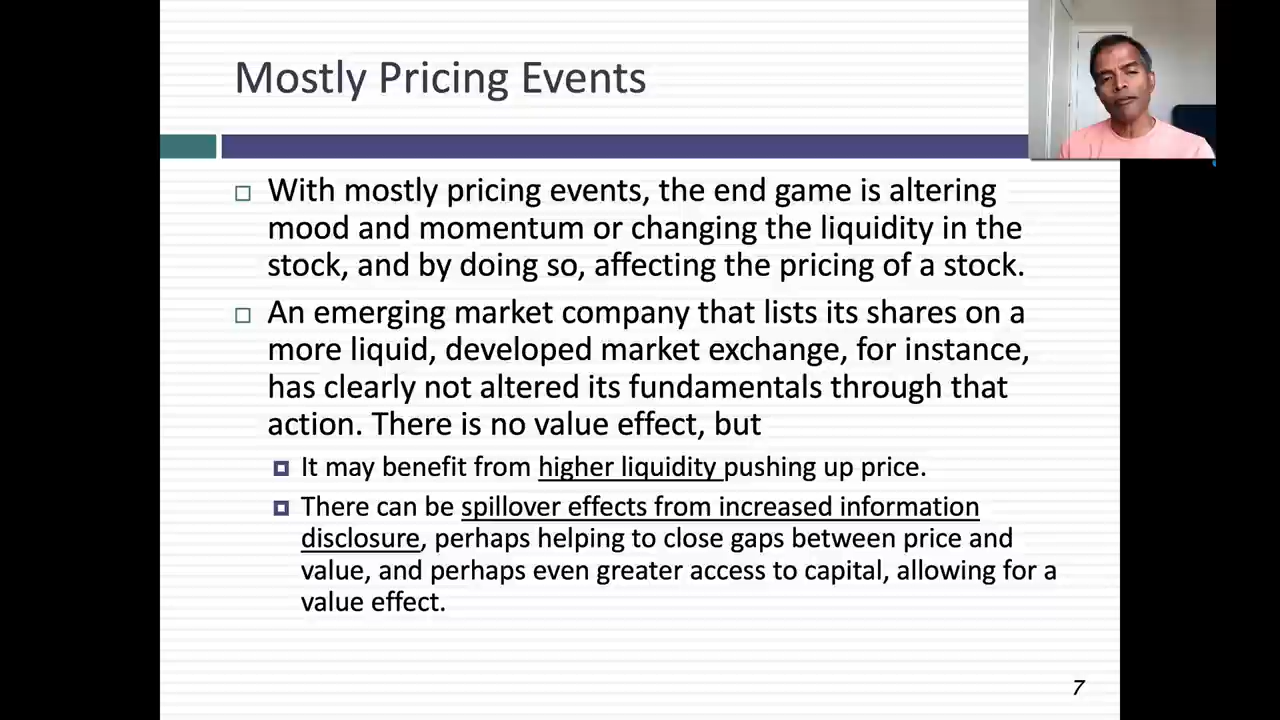 Mostly Pricing Events
With mostly pricing events, the end game is altering
mood and momentum or changing the liquidity in the
stock, and by doing so, affecting the pricing of a stock.
An emerging market company that lists its shares on a
more liquid, developed market exchange, for instance,
has clearly not altered its fundamentals through that
action. There is no value effect, but
It may benefit from higher liquidity pushing up price.
There can be spillover effects from increased information
disclosure, perhaps helping to close gaps between price and
value, and perhaps even greater access to capital, allowing for a
value effect.
7